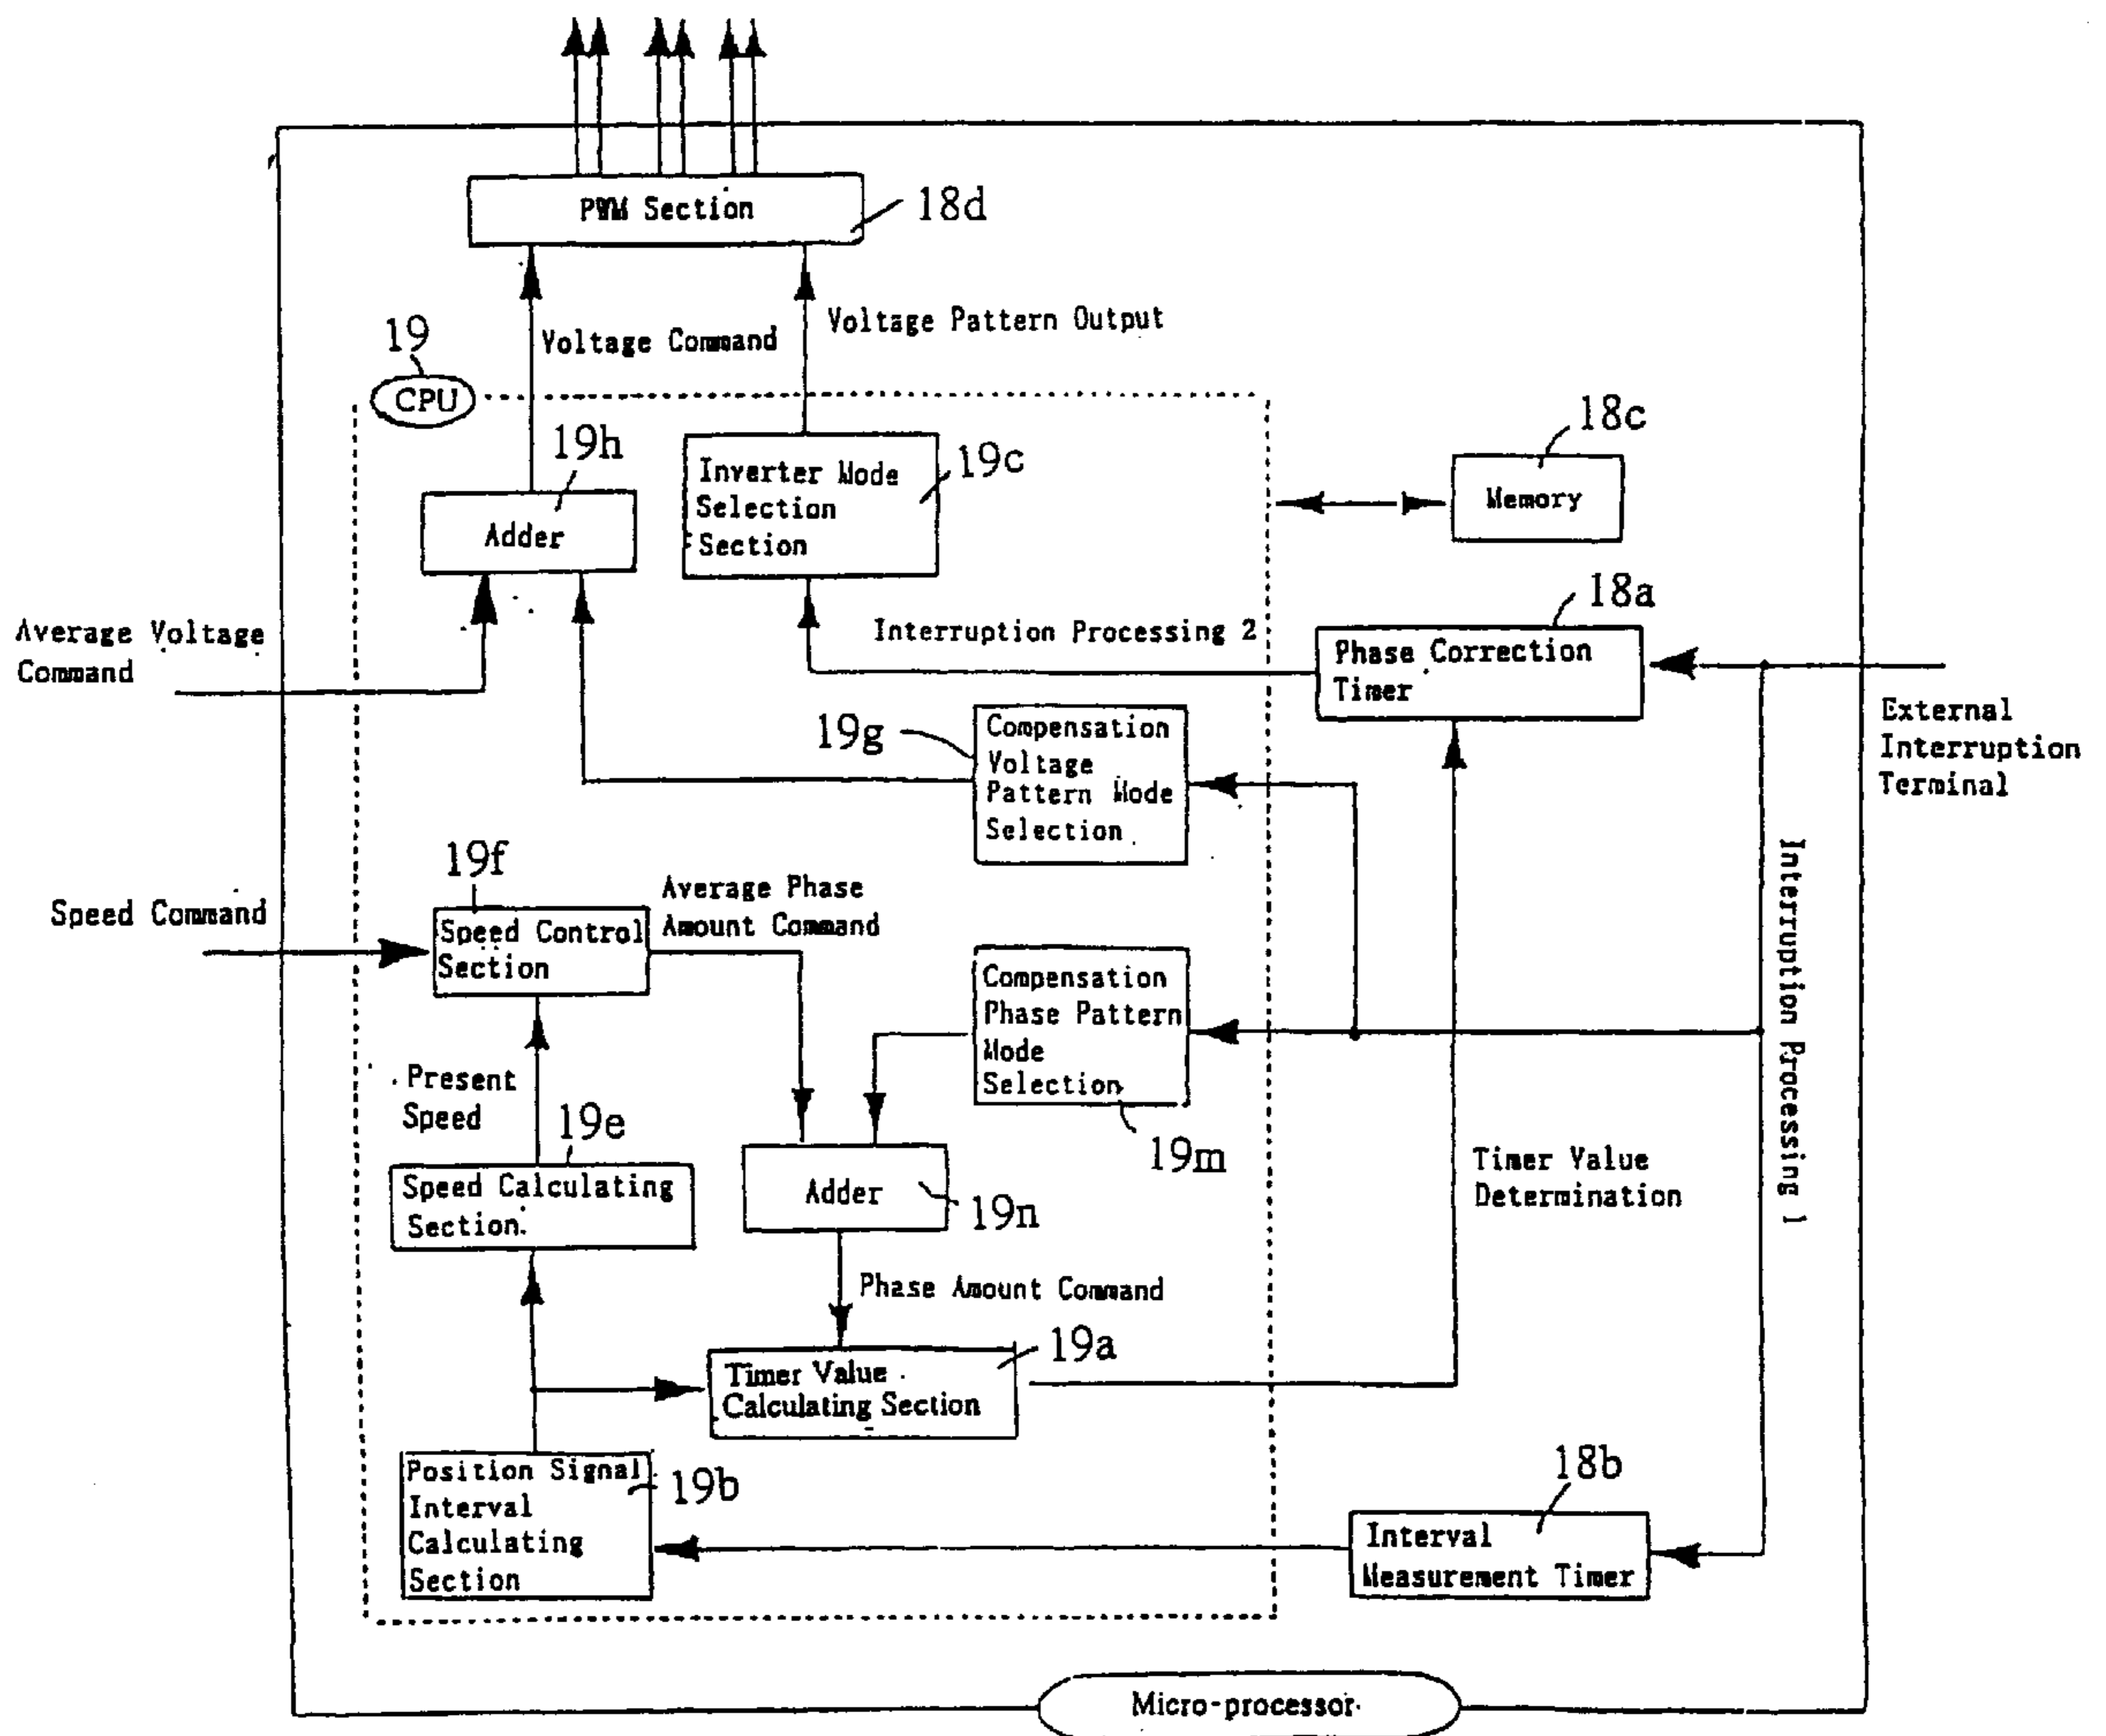 PWM Section
18d
Voltage Command
Voltage Pattern Output
19
CPU
19h
Adder
Inverter Mode
Selection
Section
19c
18c
Memory
18a
Average Voltage
Command
Interruption Processing 2
Phase Correction
Timer
External
Interruption
Terminal
19g
Compensation
Voltage
Pattern Mode
Selection
19f
Speed Command
Speed Control
Section
Average Phase
Amount Command
Compensation
Phase Pattern
Mode
Selection
19m
Interruption Processing 1
Present
Speed
19e
Speed Calculating
Section
Adder
19n
Timer Value
Determination
Phase Amount Command
19a
Timer Value
Calculating Section
Position Signal
Interval
Calculating
Section
19b
18b
Interval
Measurement Timer
Micro-processor